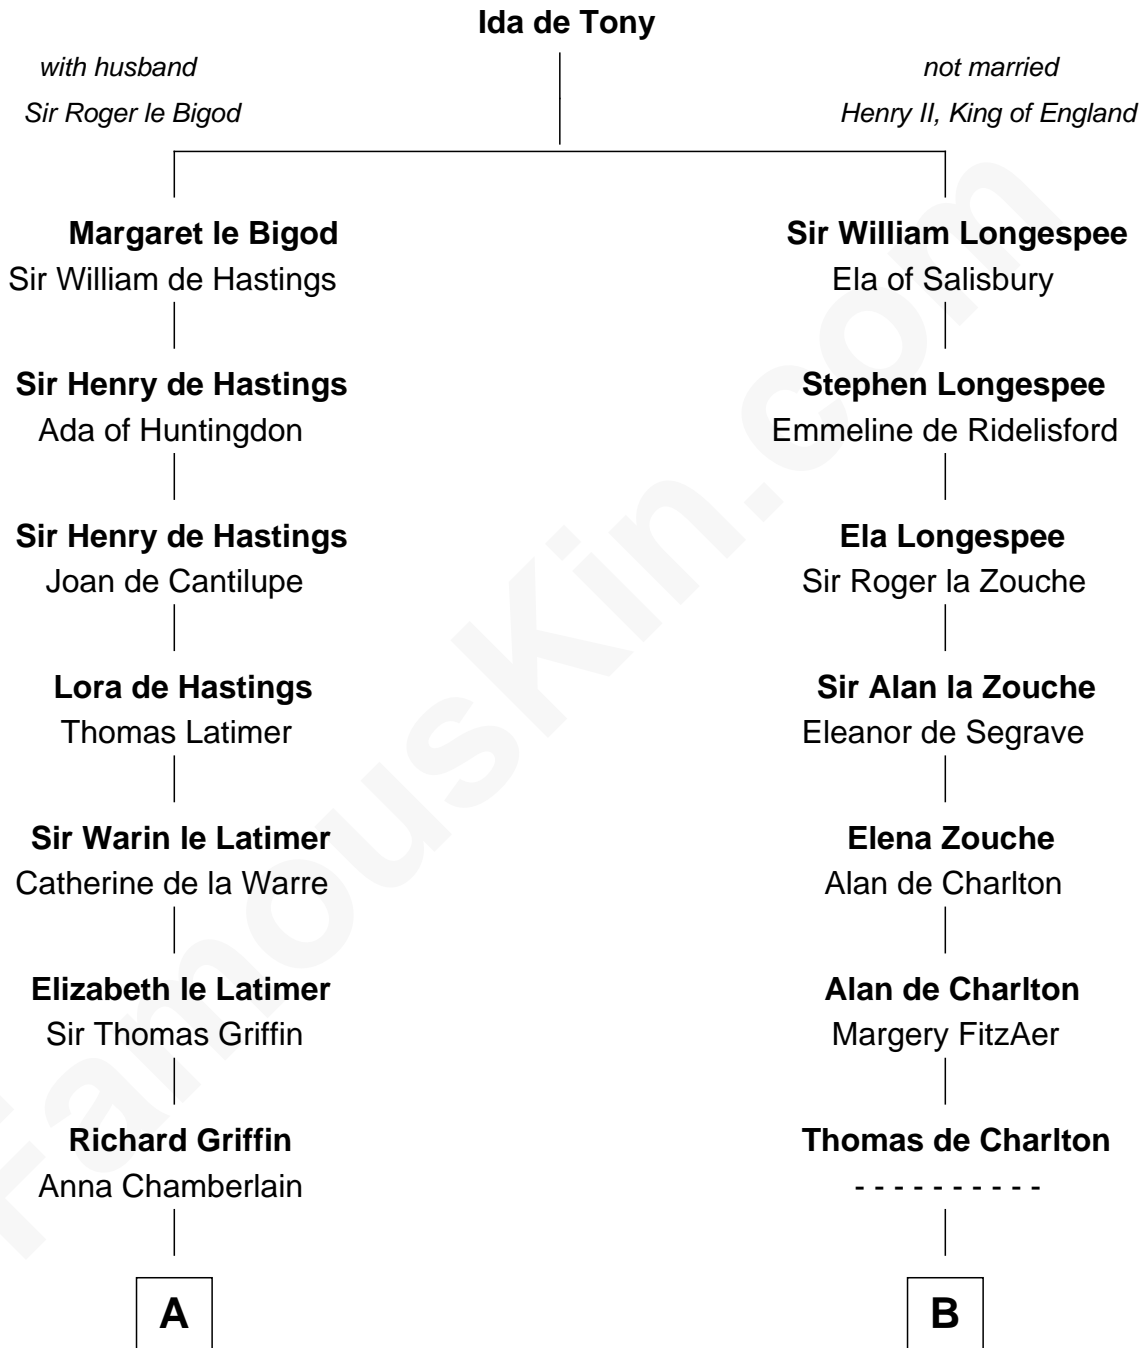 Ida de Tony
with husband
Sir Roger le Bigod
not married
Henry II, King of England
Margaret le Bigod
Sir William de Hastings
Sir William Longespee
Ela of Salisbury
Sir Henry de Hastings
Ada of Huntingdon
Stephen Longespee
Emmeline de Ridelisford
Sir Henry de Hastings
Joan de Cantilupe
Ela Longespee
Sir Roger la Zouche
Lora de Hastings
Thomas Latimer
Sir Alan la Zouche
Eleanor de Segrave
Sir Warin le Latimer
Catherine de la Warre
Elena Zouche
Alan de Charlton
Elizabeth le Latimer
Sir Thomas Griffin
Alan de Charlton
Margery FitzAer
Richard Griffin
Anna Chamberlain
Thomas de Charlton
- - - - - - - - - -
A
B
FamousKin.com